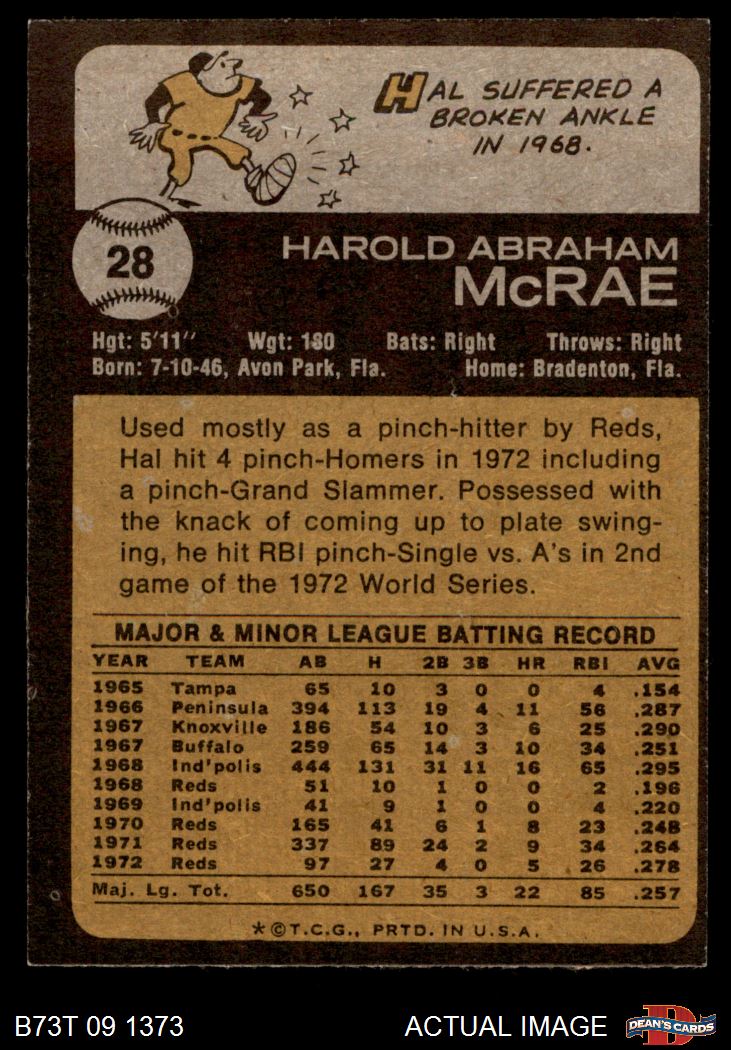 HAL SUFFERED A
BROKEN ANKLE
IN 1968.
28
HAROLD ABRAHAM
McRAE
Hgt: 5'11" Wgt: 180 Bats: Right Throws: Right
Born: 7-10-46, Avon Park, Fla. Home: Bradenton, Fla.
Used mostly as a pinch-hitter by Reds,
Hal hit 4 pinch-Homers in 1972 including
a pinch-Grand Slammer. Possessed with
the knack of coming up to plate swing-
ing, he hit RBI pinch-Single vs. A's in 2nd
game of the 1972 World Series.
MAJOR & MINOR LEAGUE BATTING RECORD
YEAR TEAM AB H 2B 3B HR RBI AVG
1965 Tampa 65 10 3 0 0 4 .154
1966 Peninsula 394 113 19 4 11 56 .287
1967 Knoxville 186 54 10 3 6 25 .290
1967 Buffalo 259 65 14 3 10 34 .251
1968 Ind'polis 444 131 31 11 16 65 .295
1968 Reds 51 10 1 0 0 2 .196
1969 Ind'polis 41 9 1 0 0 4 .220
1970 Reds 165 41 6 1 8 23 .248
1971 Reds 337 89 24 2 9 34 .264
1972 Reds 97 27 4 0 5 26 .278
Maj. Lg. Tot. 650 167 35 3 22 85 .257
*©T.C.G., PRTD. IN U.S.A.
B73T 09 1373 ACTUAL IMAGE D DEAN'S CARDS